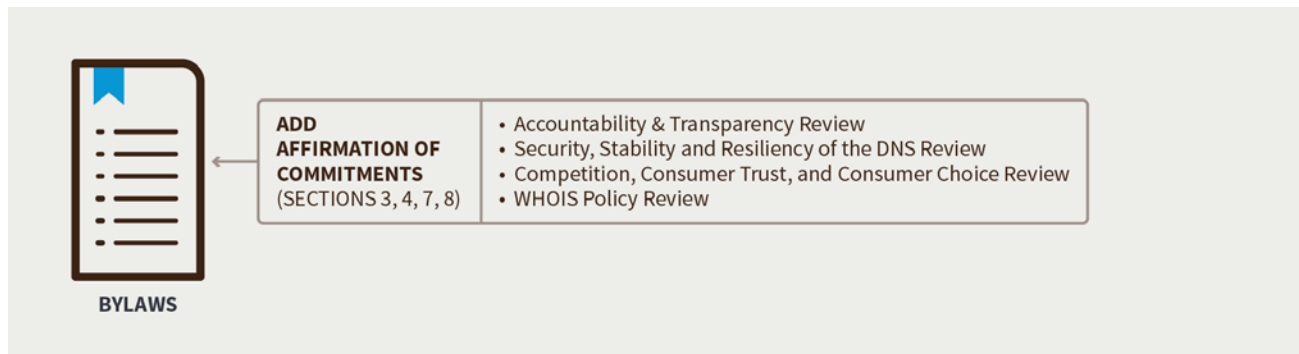 ADD
AFFIRMATION OF
COMMITMENTS
(SECTIONS 3, 4, 7, 8)
• Accountability & Transparency Review
• Security, Stability and Resiliency of the DNS Review
• Competition, Consumer Trust, and Consumer Choice Review
• WHOIS Policy Review
BYLAWS